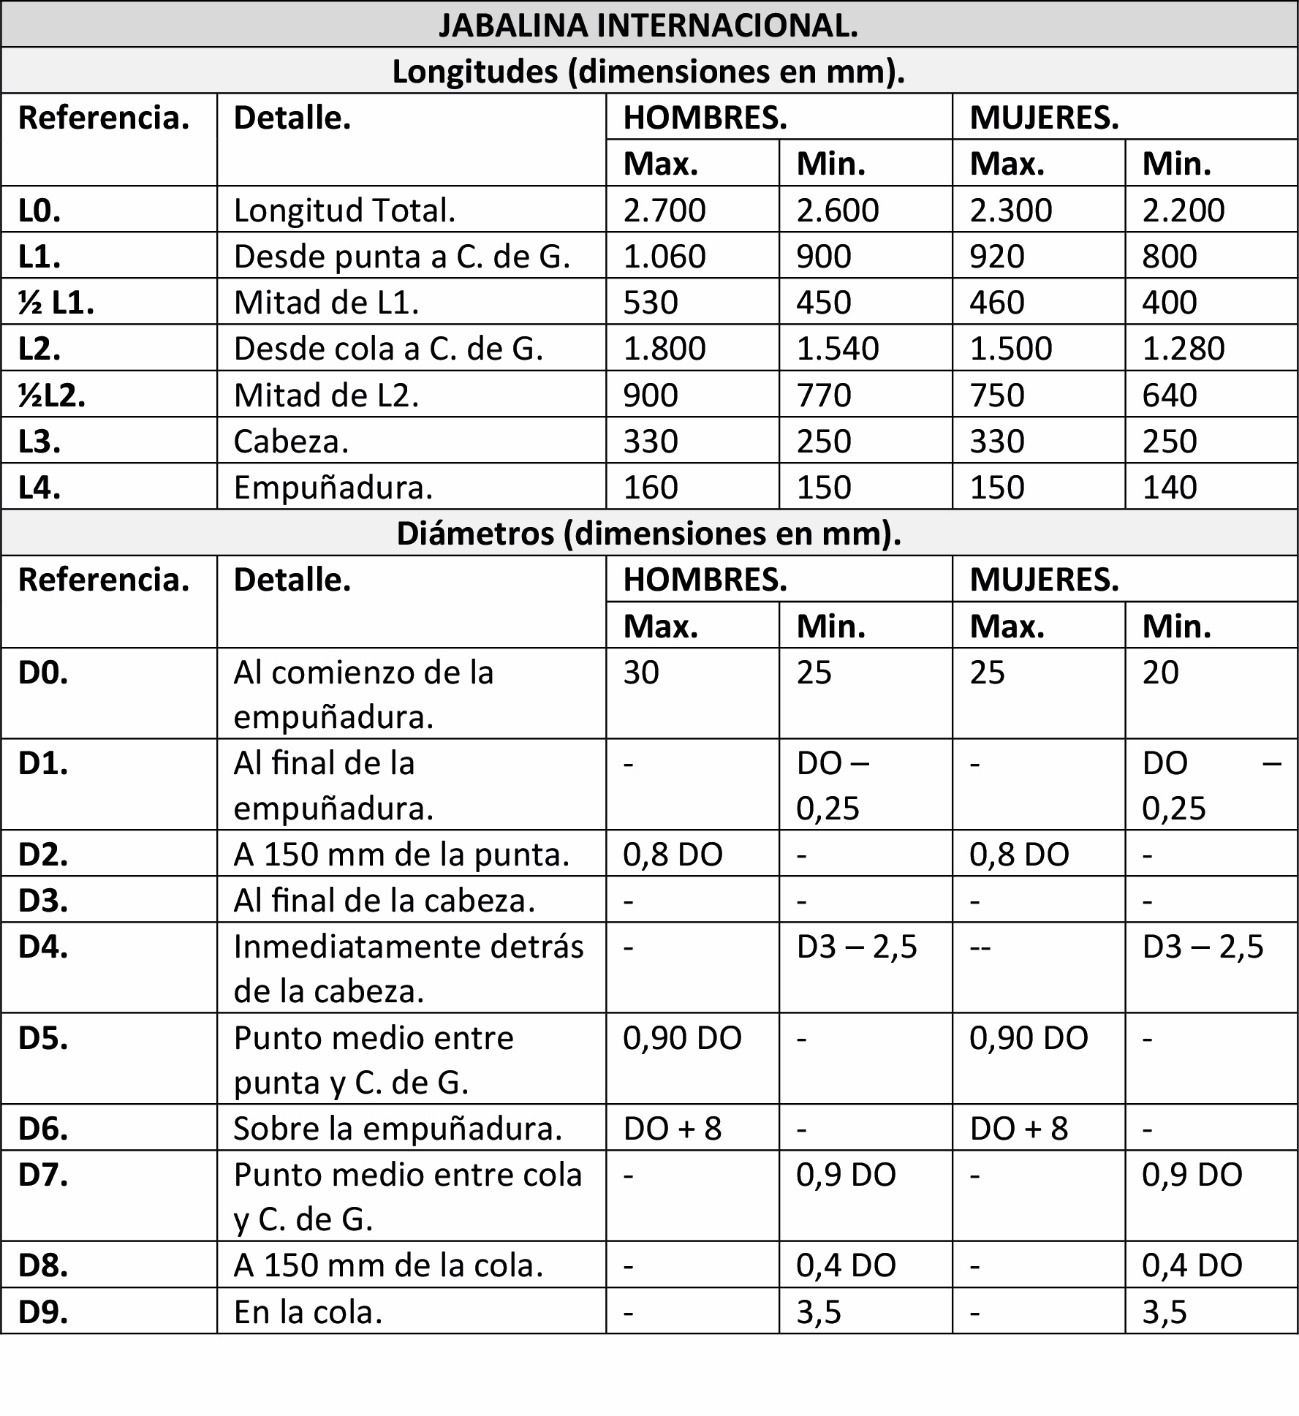 JABALINA INTERNACIONAL.
Longitudes (dimensiones en mm).
Referencia. Detalle. HOMBRES. MUJERES.
Max. Min. Max. Min.
L0. Longitud Total. 2.700 2.600 2.300 2.200
L1. Desde punta a C. de G. 1.060 900 920 800
½ L1. Mitad de L1. 530 450 460 400
L2. Desde cola a C. de G. 1.800 1.540 1.500 1.280
½L2. Mitad de L2. 900 770 750 640
L3. Cabeza. 330 250 330 250
L4. Empuñadura. 160 150 150 140
Diámetros (dimensiones en mm).
Referencia. Detalle. HOMBRES. MUJERES.
Max. Min. Max. Min.
D0. Al comienzo de la 30 25 25 20
empuñadura.
D1. Al final de la - DO – - DO –
empuñadura. 0,25 0,25
D2. A 150 mm de la punta. 0,8 DO - 0,8 DO -
D3. Al final de la cabeza. - - - -
D4. Inmediatamente detrás - D3 – 2,5 -- D3 – 2,5
de la cabeza.
D5. Punto medio entre 0,90 DO - 0,90 DO -
punta y C. de G.
D6. Sobre la empuñadura. DO + 8 - DO + 8 -
D7. Punto medio entre cola - 0,9 DO - 0,9 DO
y C. de G.
D8. A 150 mm de la cola. - 0,4 DO - 0,4 DO
D9. En la cola. - 3,5 - 3,5